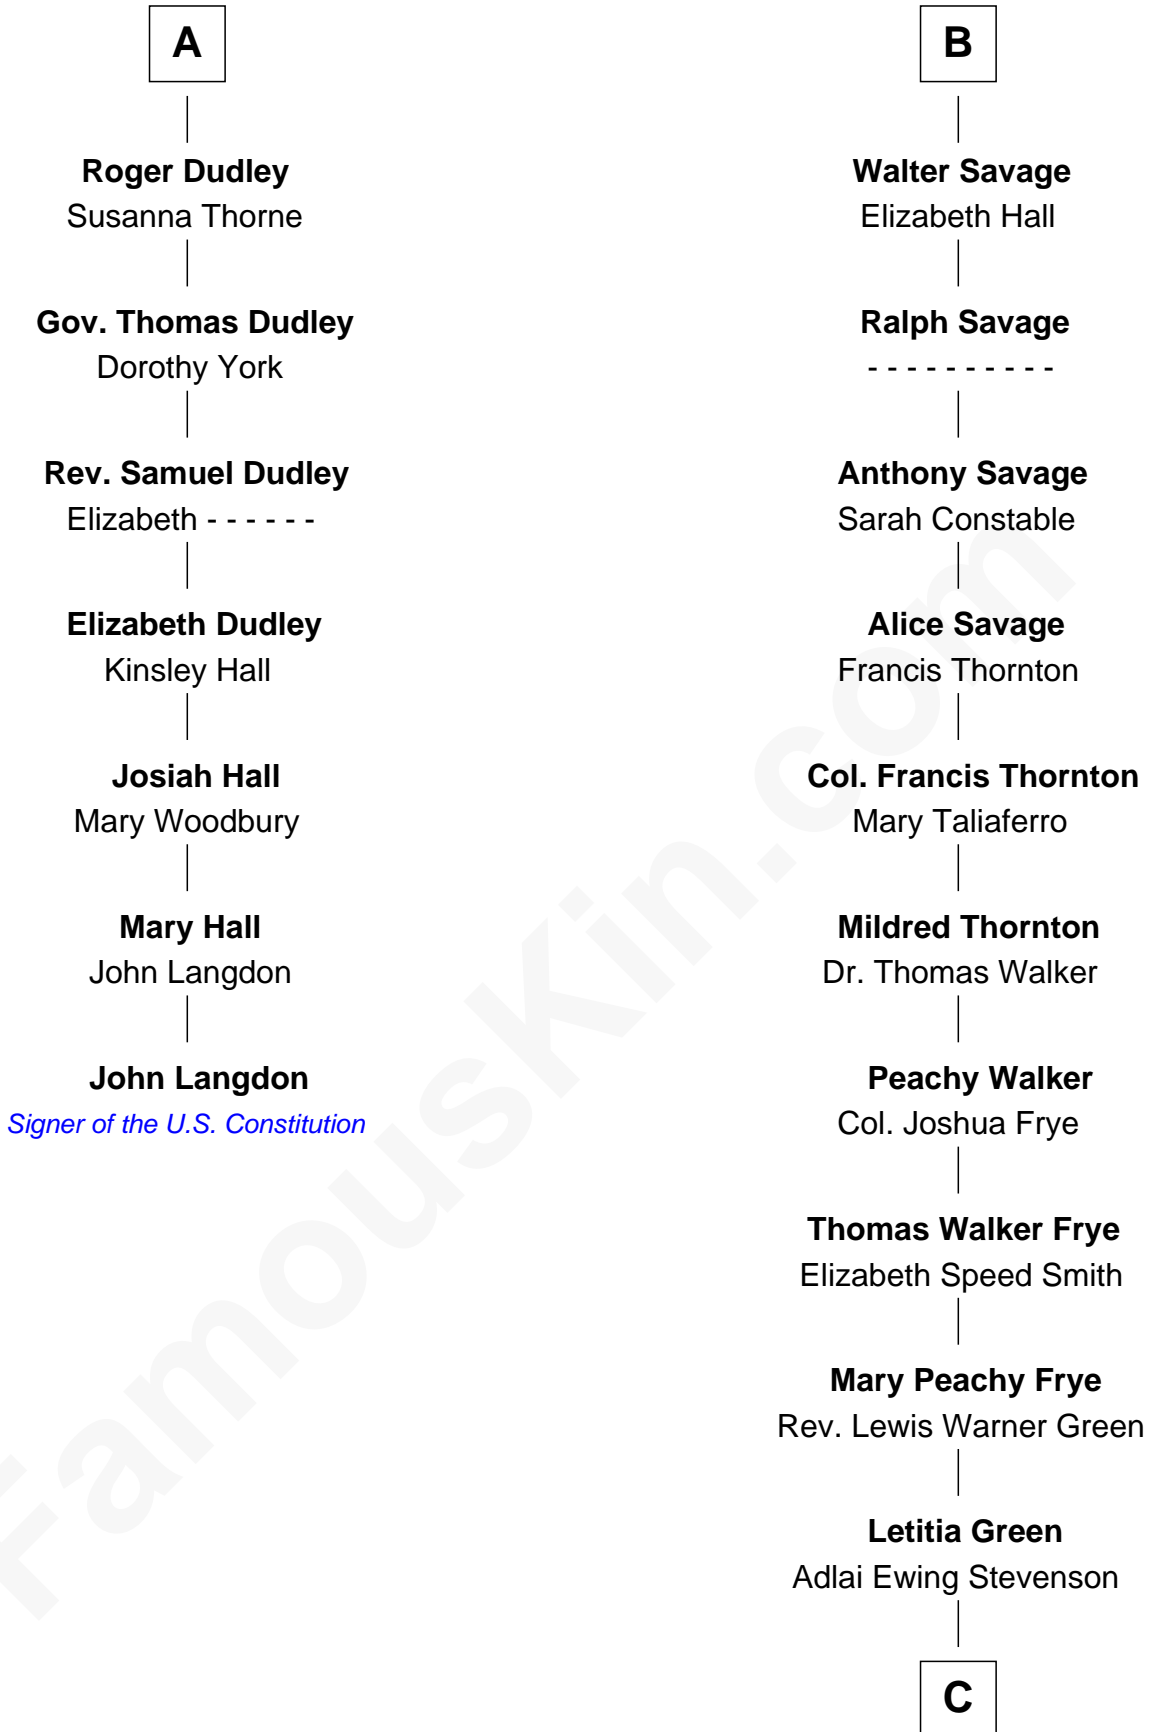 A
Roger Dudley
Susanna Thorne
Gov. Thomas Dudley
Dorothy York
Rev. Samuel Dudley
Elizabeth - - - - - -
Elizabeth Dudley
Kinsley Hall
Josiah Hall
Mary Woodbury
Mary Hall
John Langdon
John Langdon
Signer of the U.S. Constitution
B
Walter Savage
Elizabeth Hall
Ralph Savage
- - - - - - - - - -
Anthony Savage
Sarah Constable
Alice Savage
Francis Thornton
Col. Francis Thornton
Mary Taliaferro
Mildred Thornton
Dr. Thomas Walker
Peachy Walker
Col. Joshua Frye
Thomas Walker Frye
Elizabeth Speed Smith
Mary Peachy Frye
Rev. Lewis Warner Green
Letitia Green
Adlai Ewing Stevenson
C
FamousKin.com